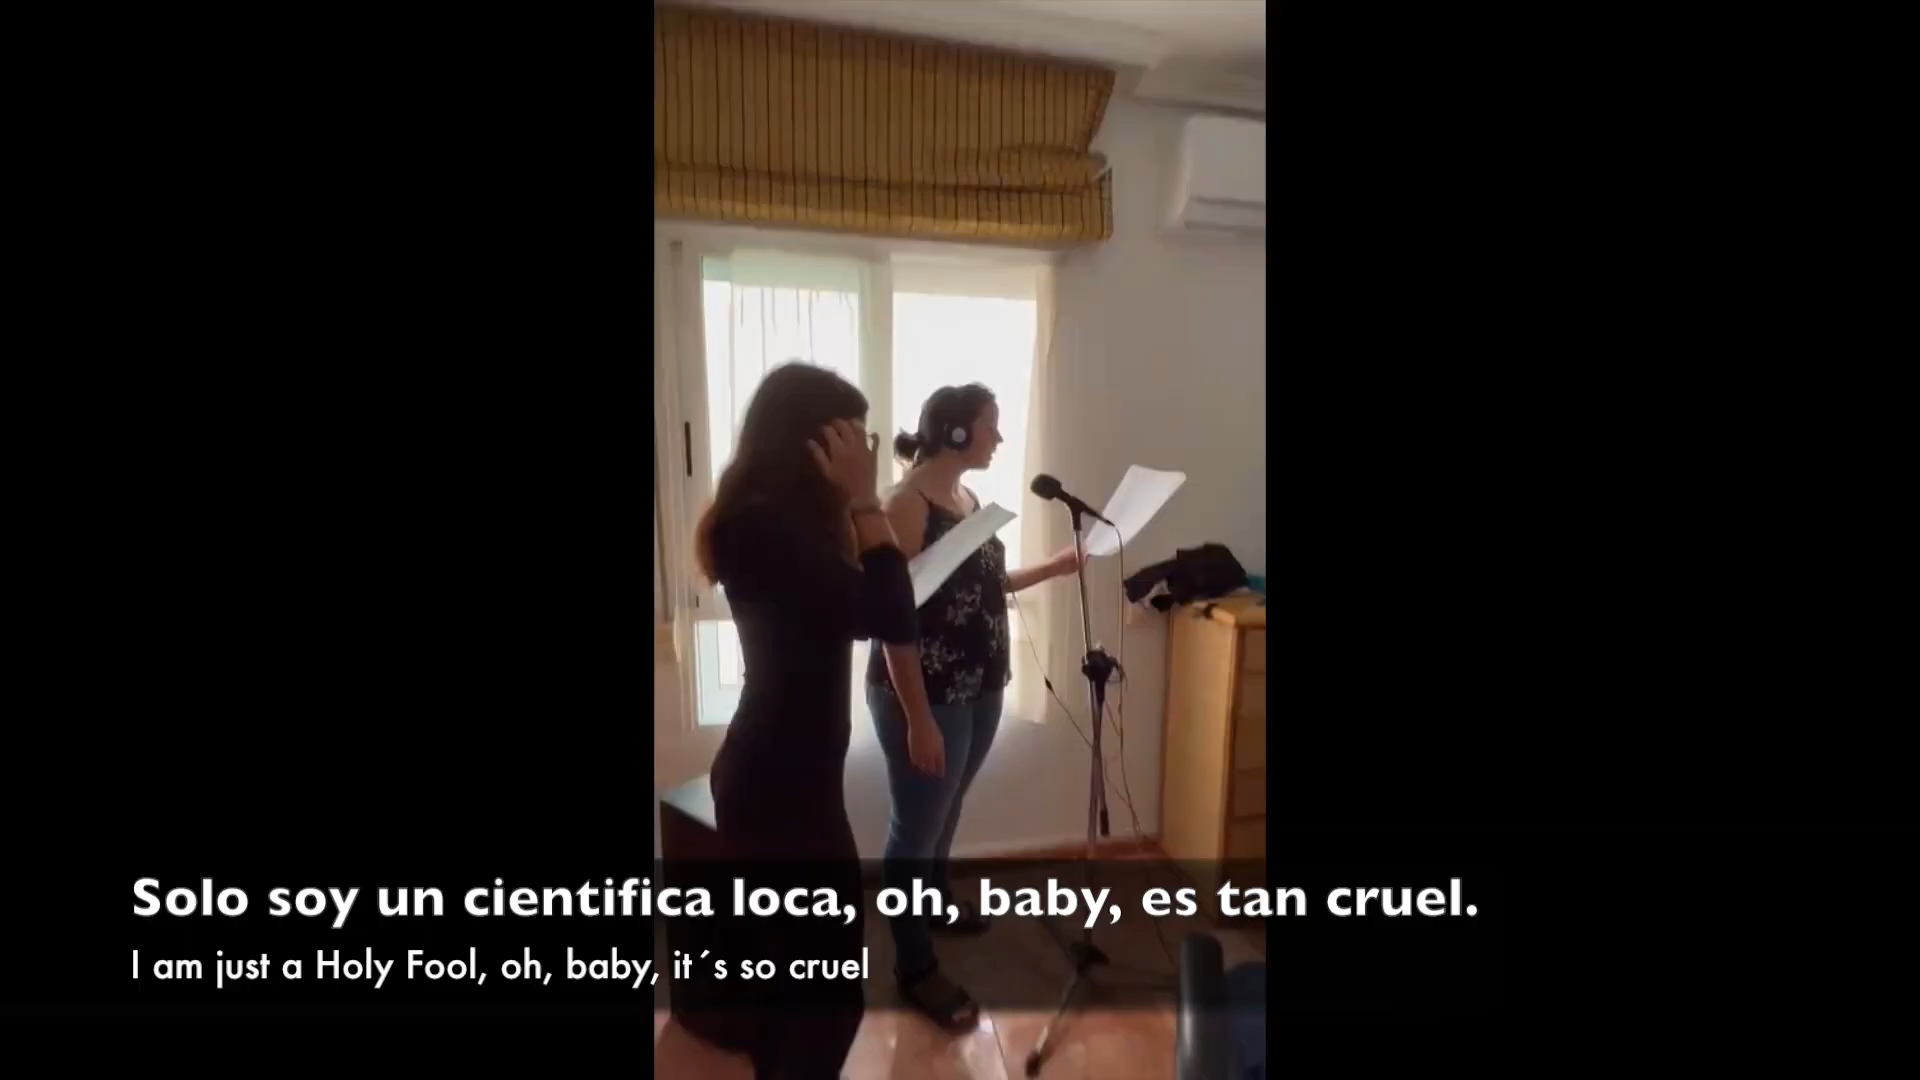 Solo soy un cientifica loca, oh, baby, es tan cruel.
I am just a Holy Fool, oh, baby, it´s so cruel